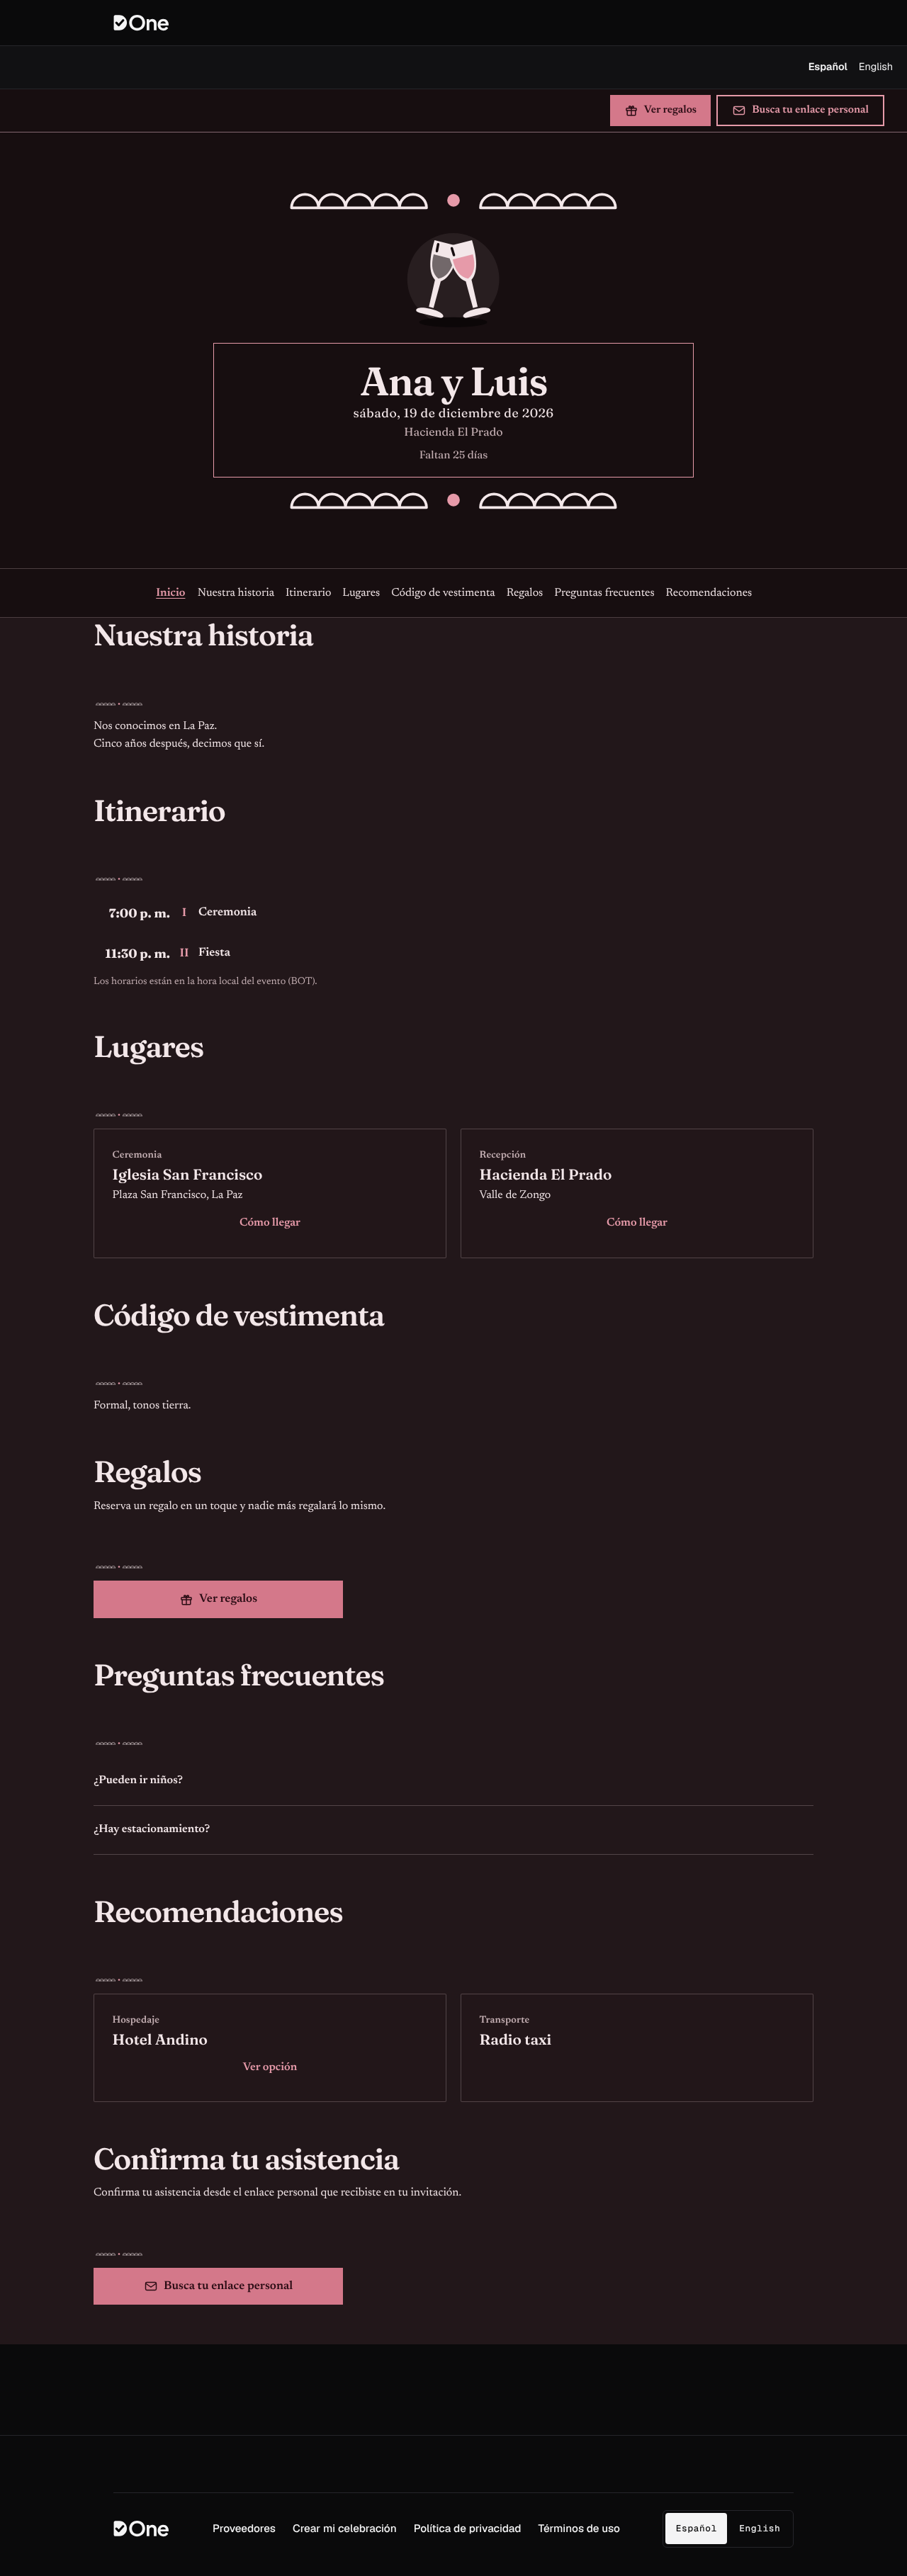 One
Español English
Ver regalos Busca tu enlace personal
Ana y Luis
sábado, 19 de diciembre de 2026
Hacienda El Prado
Faltan 25 días
Inicio Nuestra historia Itinerario Lugares Código de vestimenta Regalos Preguntas frecuentes Recomendaciones
Nuestra historia
Nos conocimos en La Paz.
Cinco años después, decimos que sí.
Itinerario
7:00 p. m. I Ceremonia
11:30 p. m. II Fiesta
Los horarios están en la hora local del evento (BOT).
Lugares
Ceremonia
Iglesia San Francisco
Plaza San Francisco, La Paz
Cómo llegar
Recepción
Hacienda El Prado
Valle de Zongo
Cómo llegar
Código de vestimenta
Formal, tonos tierra.
Regalos
Reserva un regalo en un toque y nadie más regalará lo mismo.
Ver regalos
Preguntas frecuentes
¿Pueden ir niños?
¿Hay estacionamiento?
Recomendaciones
Hospedaje
Hotel Andino
Ver opción
Transporte
Radio taxi
Confirma tu asistencia
Confirma tu asistencia desde el enlace personal que recibiste en tu invitación.
Busca tu enlace personal
One Proveedores Crear mi celebración Política de privacidad Términos de uso Español English